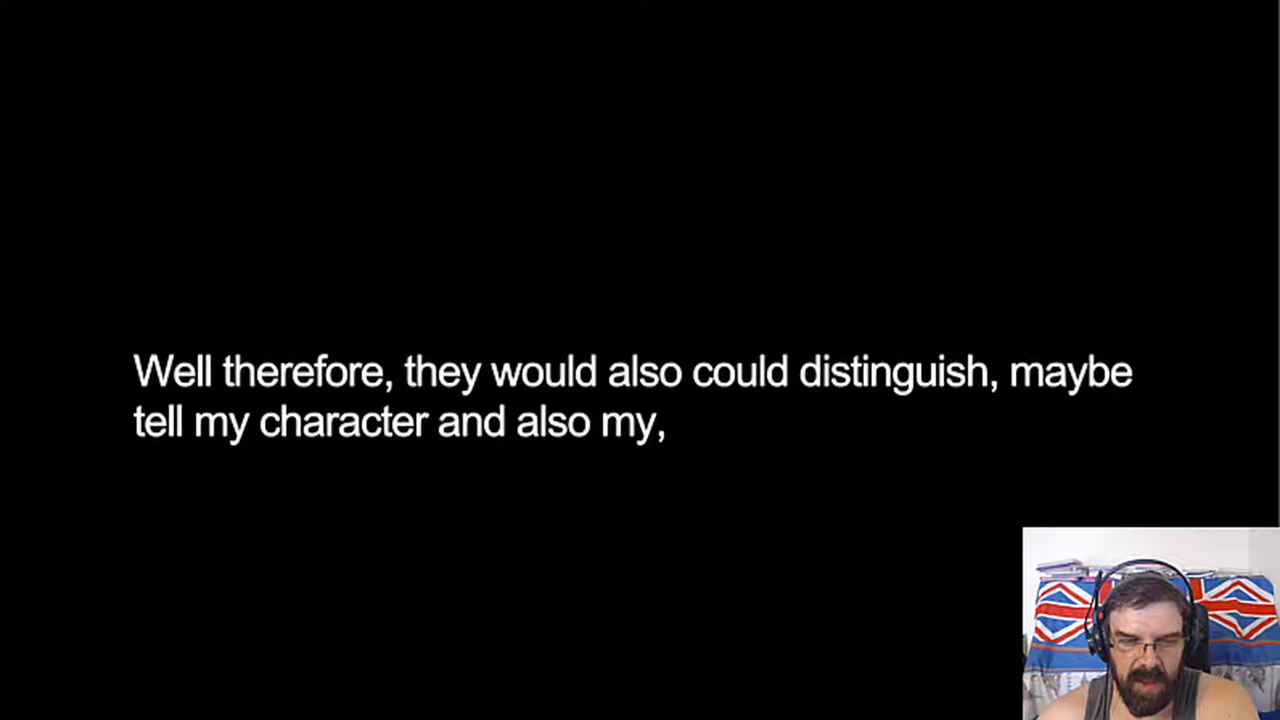 Well therefore, they would also could distinguish, maybe
tell my character and also my,